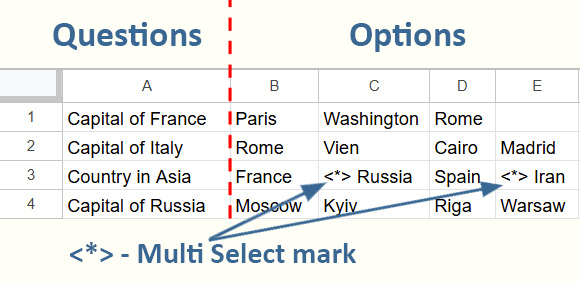 Questions Options
A B C D E
1 Capital of France Paris Washington Rome
2 Capital of Italy Rome Vien Cairo Madrid
3 Country in Asia France <*> Russia Spain <*> Iran
4 Capital of Russia Moscow Kyiv Riga Warsaw
<*> - Multi Select mark